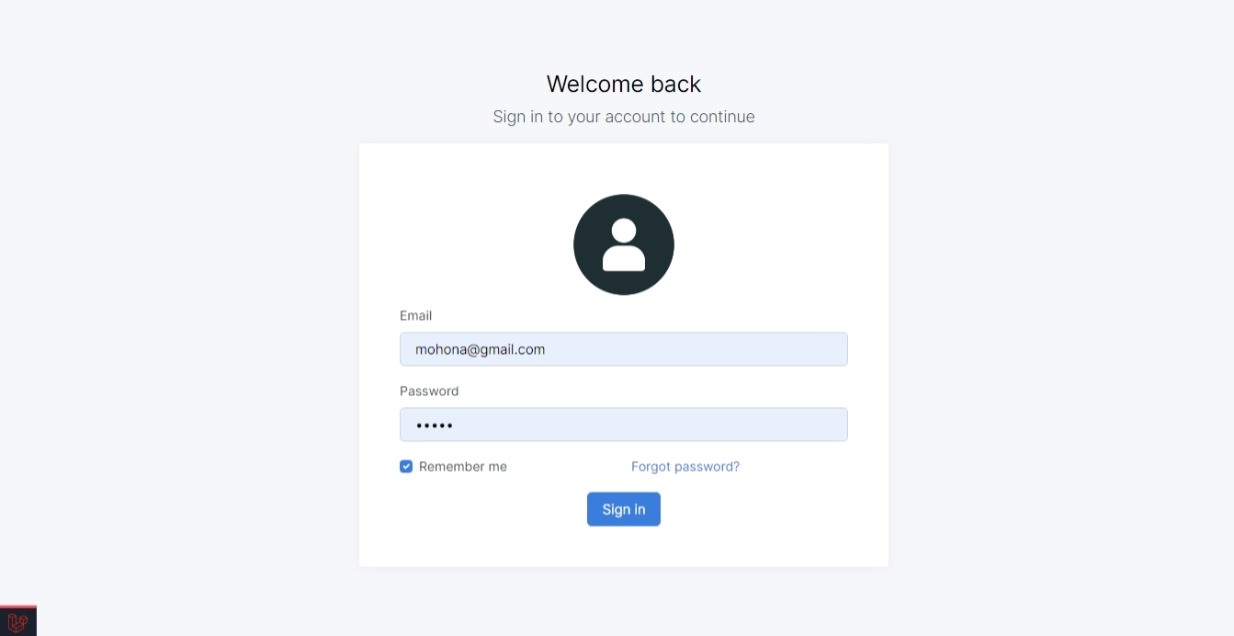 Welcome back
Sign in to your account to continue
Email
mohona@gmail.com
Password
•••••
Remember me Forgot password?
Sign in